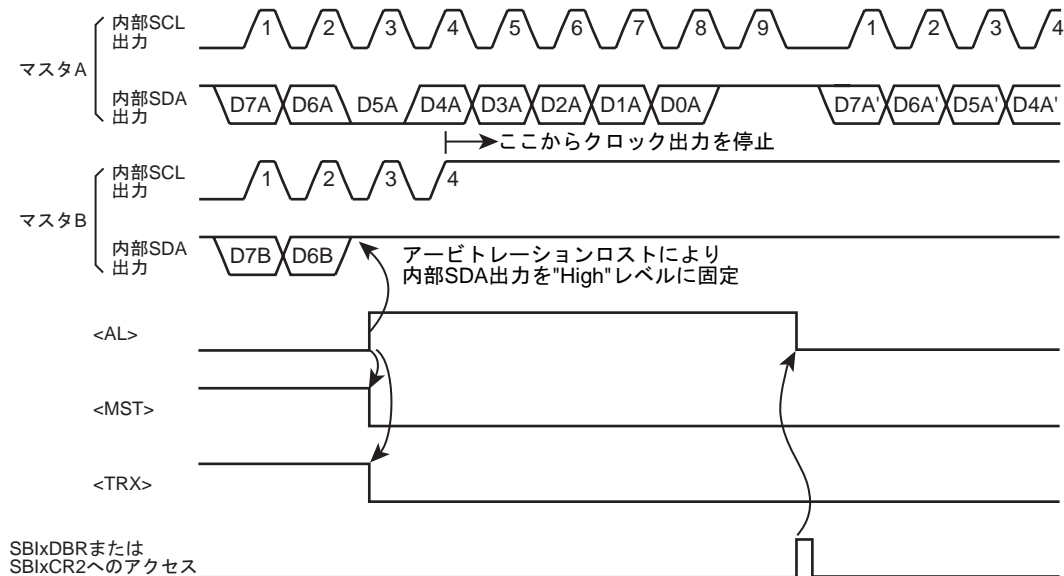 内部SCL
出力
1 2 3 4 5 6 7 8 9 1 2 3 4
マスタA
内部SDA
出力
D7A D6A D5A D4A D3A D2A D1A D0A D7A' D6A' D5A' D4A'
ここからクロック出力を停止
内部SCL
出力
1 2 3 4
マスタB
内部SDA
出力
D7B D6B
アービトレーションロストにより
内部SDA出力を"High"レベルに固定
<AL>
<MST>
<TRX>
SBIxDBRまたは
SBIxCR2へのアクセス